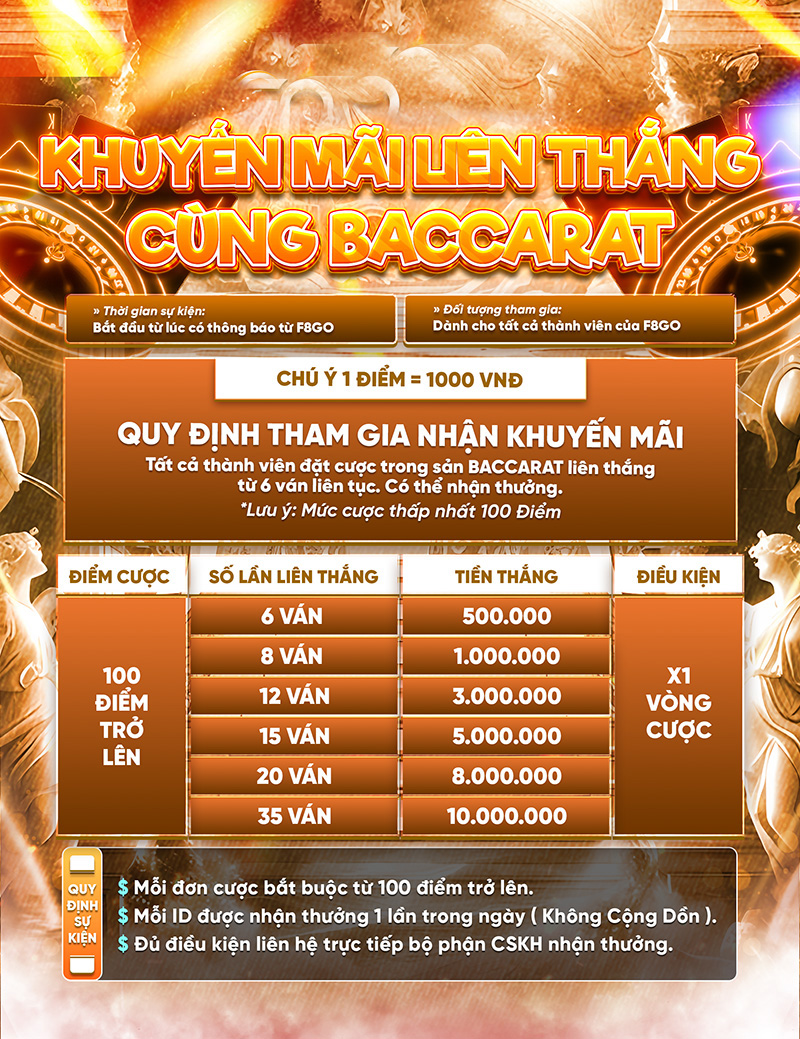 KHUYẾN MÃI LIÊN THẮNG
CÙNG BACCARAT
» Thời gian sự kiện:
Bắt đầu từ lúc có thông báo từ F8GO
» Đối tượng tham gia:
Dành cho tất cả thành viên của F8GO
CHÚ Ý 1 ĐIỂM = 1000 VNĐ
QUY ĐỊNH THAM GIA NHẬN KHUYẾN MÃI
Tất cả thành viên đặt cược trong sản BACCARAT liên thắng
từ 6 ván liên tục. Có thể nhận thưởng.
*Lưu ý: Mức cược thấp nhất 100 Điểm
ĐIỂM CƯỢC SỐ LẦN LIÊN THẮNG TIỀN THẮNG ĐIỀU KIỆN
100
ĐIỂM
TRỞ
LÊN
6 VÁN 500.000
8 VÁN 1.000.000
12 VÁN 3.000.000
15 VÁN 5.000.000
20 VÁN 8.000.000
35 VÁN 10.000.000
X1
VÒNG
CƯỢC
QUY
ĐỊNH
SỰ
KIỆN
$ Mỗi đơn cược bắt buộc từ 100 điểm trở lên.
$ Mỗi ID được nhận thưởng 1 lần trong ngày ( Không Cộng Dồn ).
$ Đủ điều kiện liên hệ trực tiếp bộ phận CSKH nhận thưởng.